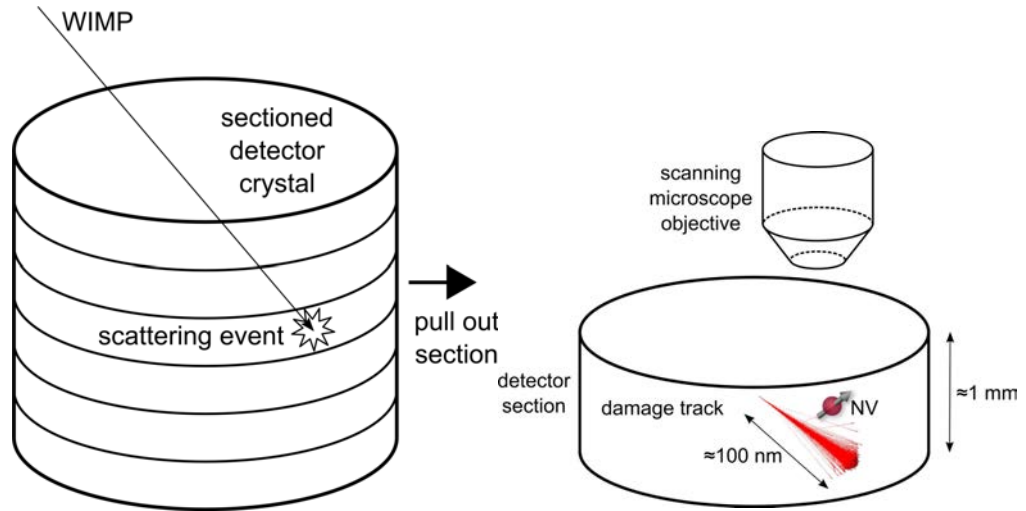 WIMP
sectioned
detector
crystal
scattering event
pull out
section
scanning
microscope
objective
detector
section
damage track
NV
≈100 nm
≈1 mm